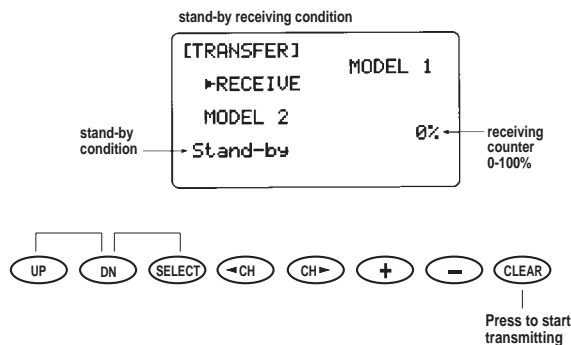 stand-by receiving condition
[TRANSFER]
MODEL 1
▶RECEIVE
MODEL 2
0%
stand-by
condition
Stand-by
receiving
counter
0-100%
UP
DN
SELECT
◄CH
CH►
+
−
CLEAR
Press to start
transmitting